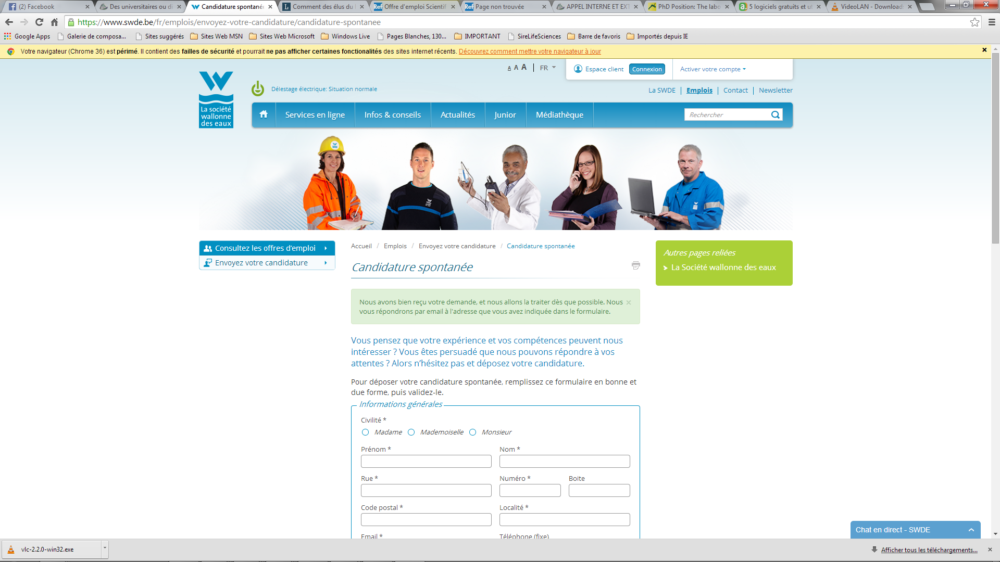 (2) Facebook
Des universitaires ou di
Candidature spontané
Comment des élus du
Ref Offre d'emploi Scientif
Ref Page non trouvée
APPEL INTERNE ET EXT
PhD Position: The labo
a. 5 logiciels gratuits et ut
VideoLAN - Download
https://www.swde.be/fr/emplois/envoyez-votre-candidature/candidature-spontanee
Google Apps
Galerie de composa...
Sites suggérés
Sites Web MSN
Sites Web Microsoft
Windows Live
Pages Blanches, 130...
IMPORTANT
SireLifeSciences
Barre de favoris
Importés depuis IE
Votre navigateur (Chrome 36) est périmé. Il contient des failles de sécurité et pourrait ne pas afficher certaines fonctionalités des sites internet récents. Découvrez comment mettre votre navigateur à jour
A A A FR
Espace client Connexion Activer votre compte
La société
wallonne
des eaux
Délestage électrique: Situation normale
La SWDE Emplois Contact Newsletter
Services en ligne Infos & conseils Actualités Junior Médiathèque Rechercher
Consultez les offres d'emploi
Envoyez votre candidature
Accueil / Emplois / Envoyez votre candidature / Candidature spontanée
Candidature spontanée
Autres pages reliées
La Société wallonne des eaux
Nous avons bien reçu votre demande, et nous allons la traiter dès que possible. Nous
vous répondrons par email à l'adresse que vous avez indiquée dans le formulaire.
Vous pensez que votre expérience et vos compétences peuvent nous
intéresser ? Vous êtes persuadé que nous pouvons répondre à vos
attentes ? Alors n'hésitez pas et déposez votre candidature.
Pour déposer votre candidature spontanée, remplissez ce formulaire en bonne et
due forme, puis validez-le.
Informations générales
Civilité *
Madame Mademoiselle Monsieur
Prénom * Nom *
Rue * Numéro * Boite
Code postal * Localité *
Email * Téléphone (fixe)
Chat en direct - SWDE
vlc-2.2.0-win32.exe
Afficher tous les téléchargements...